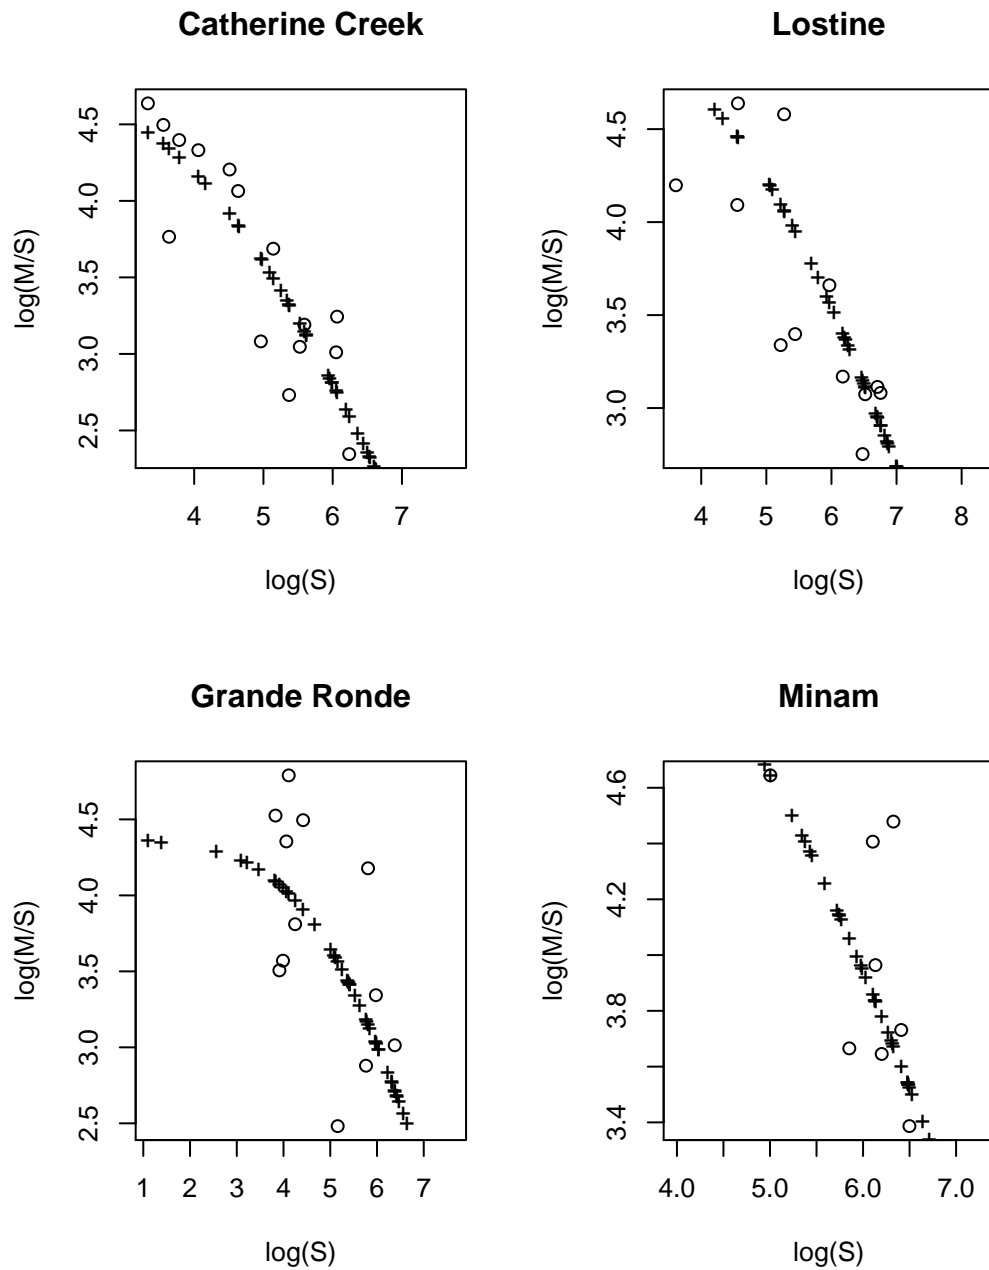 Catherine Creek
log(M/S)
4.5
4.0
3.5
3.0
2.5
4 5 6 7
log(S)
Lostine
log(M/S)
4.5
4.0
3.5
3.0
4 5 6 7 8
log(S)
Grande Ronde
log(M/S)
4.5
4.0
3.5
3.0
2.5
1 2 3 4 5 6 7
log(S)
Minam
log(M/S)
4.6
4.2
3.8
3.4
4.0 5.0 6.0 7.0
log(S)